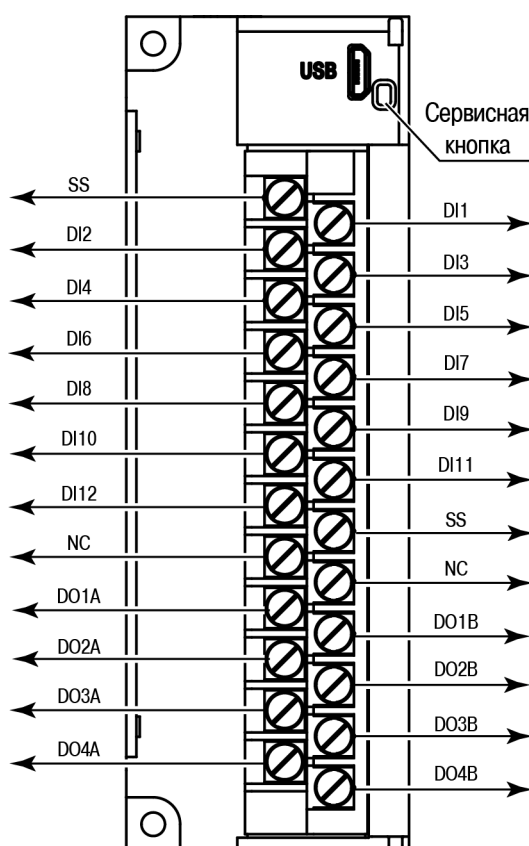 USB
Сервисная
кнопка
SS
DI1
DI2
DI3
DI4
DI5
DI6
DI7
DI8
DI9
DI10
DI11
DI12
SS
NC
NC
DO1A
DO1B
DO2A
DO2B
DO3A
DO3B
DO4A
DO4B